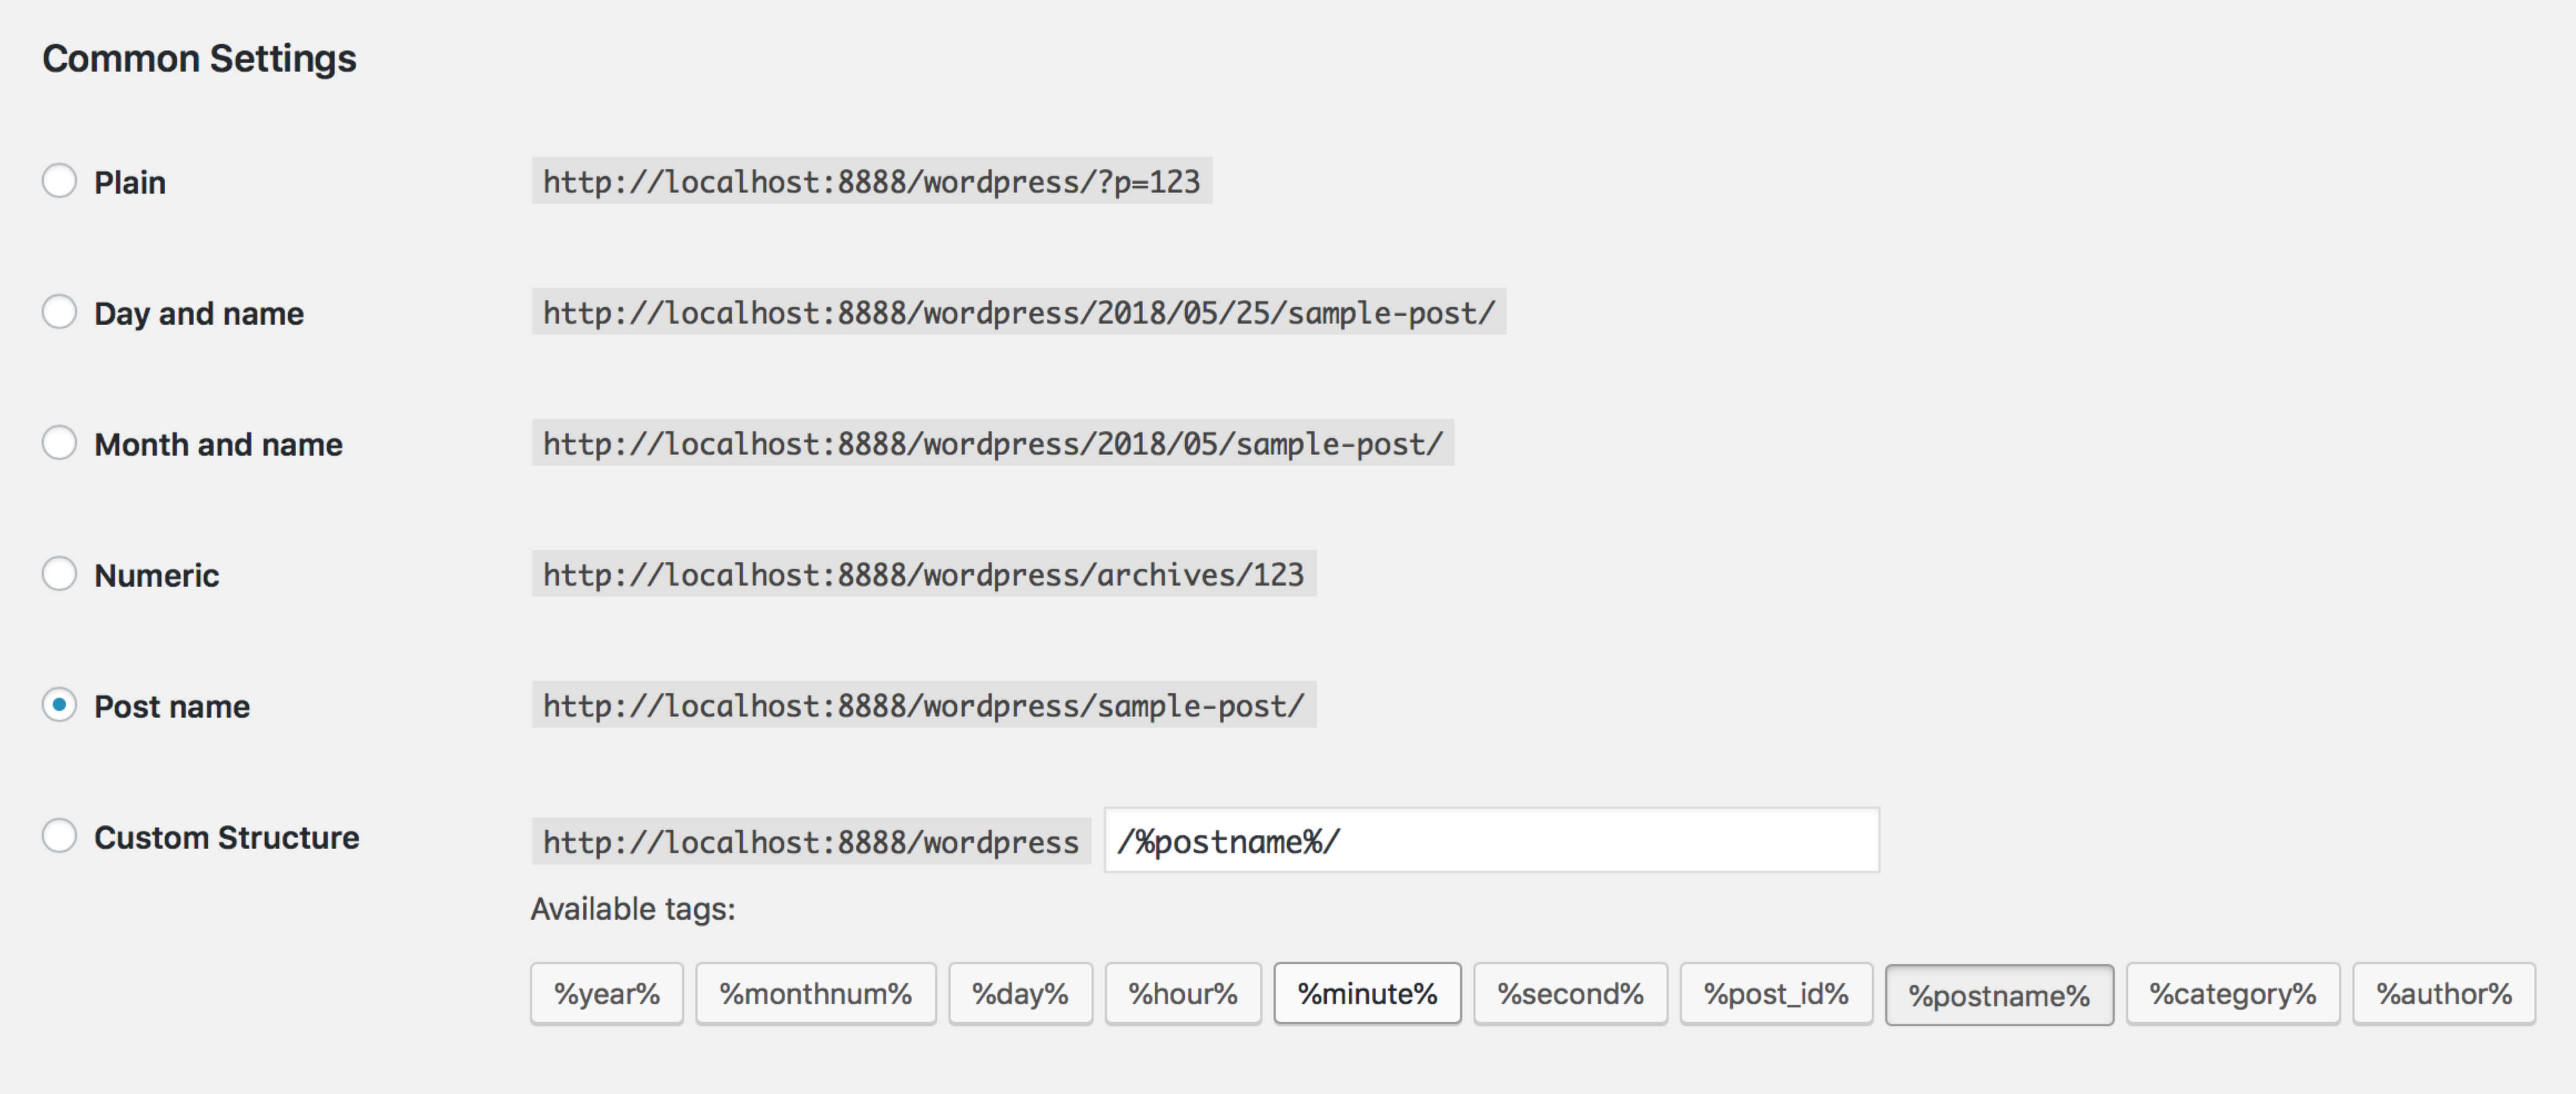 Common Settings
Plain http://localhost:8888/wordpress/?p=123
Day and name http://localhost:8888/wordpress/2018/05/25/sample-post/
Month and name http://localhost:8888/wordpress/2018/05/sample-post/
Numeric http://localhost:8888/wordpress/archives/123
Post name http://localhost:8888/wordpress/sample-post/
Custom Structure http://localhost:8888/wordpress /%postname%/
Available tags:
%year% %monthnum% %day% %hour% %minute% %second% %post_id% %postname% %category% %author%